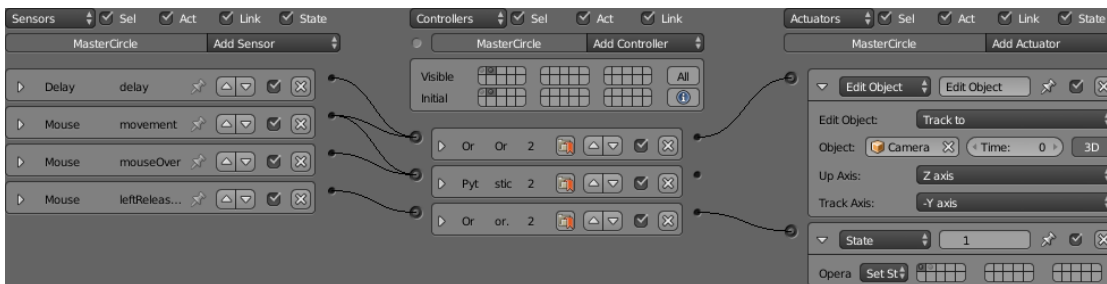 Sensors Sel Act Link State
MasterCircle Add Sensor
Delay delay
Mouse movement
Mouse mouseOver
Mouse leftReleas...
Controllers Sel Act Link
MasterCircle Add Controller
Visible All
Initial
Or Or 2
Pyt stic 2
Or or. 2
Actuators Sel Act Link State
MasterCircle Add Actuator
Edit Object Edit Object
Edit Object: Track to
Object: Camera Time: 0 3D
Up Axis: Z axis
Track Axis: -Y axis
State 1
Opera Set St